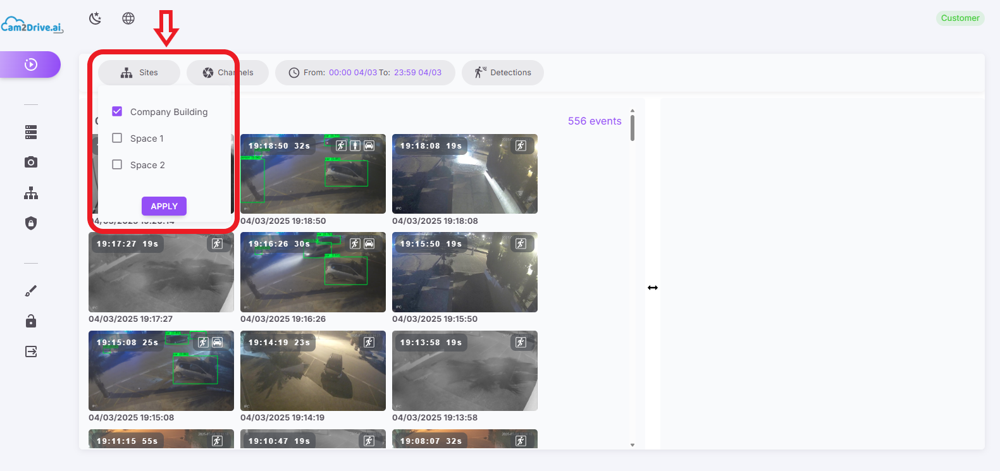 Cam2Drive.ai
Customer
Sites
Channels
From: 00:00 04/03 To: 23:59 04/03
Detections
Company Building
Space 1
Space 2
APPLY
556 events
19:18:50 32s
19:18:08 19s
IPC
04/03/2025 19:18:50
04/03/2025 19:18:08
19:17:27 19s
19:16:26 30s
19:15:50 19s
IPC
04/03/2025 19:17:27
04/03/2025 19:16:26
04/03/2025 19:15:50
19:15:08 25s
19:14:19 23s
19:13:58 19s
IPC
04/03/2025 19:15:08
04/03/2025 19:14:19
04/03/2025 19:13:58
19:11:15 55s
19:10:47 19s
19:08:07 32s